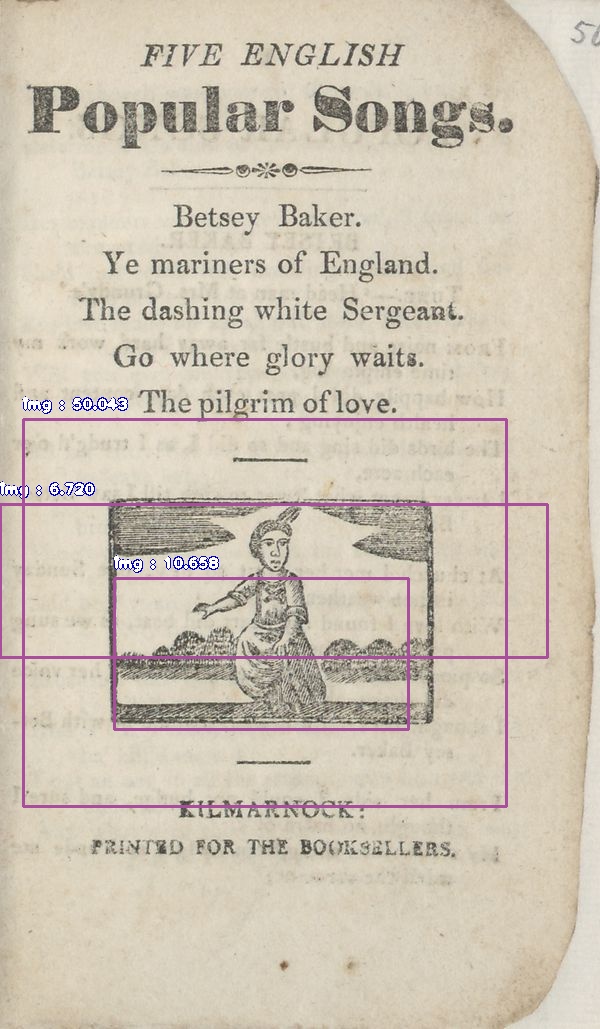 FIVE ENGLISH
Popular Songs.
Betsey Baker.
Ye mariners of England.
The dashing white Sergeant.
Go where glory waits.
The pilgrim of love.
img : 50.043
img : 6.720
img : 10.658
KILMARNOCK:
PRINTED FOR THE BOOKSELLERS.